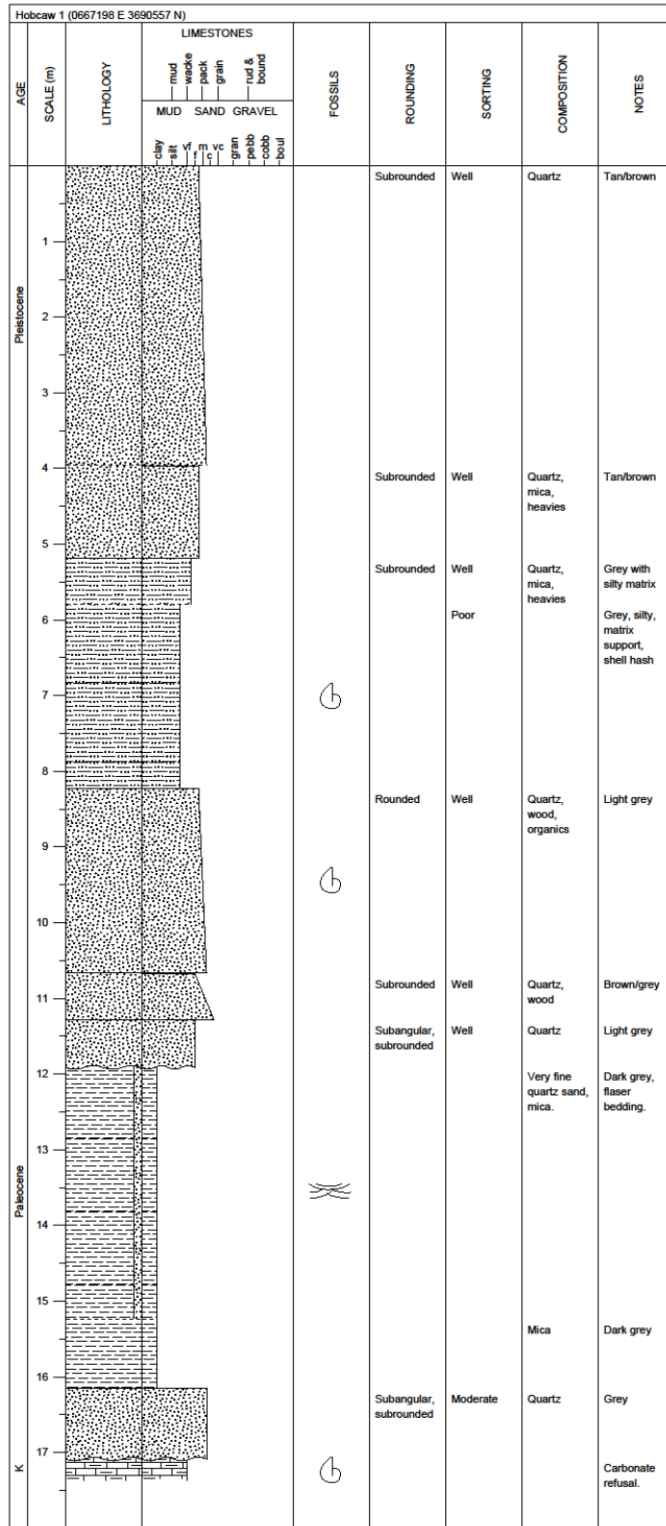 Hobcaw 1 (0667198 E 3690557 N)
AGE
SCALE (m)
LITHOLOGY
LIMESTONES
mud
wacke
pack
grain
rud &
bound
MUD SAND GRAVEL
clay
silt
vf
f
m
c
vc
gran
pebb
cobb
boul
FOSSILS
ROUNDING
SORTING
COMPOSITION
NOTES
Pleistocene
Subrounded Well Quartz Tan/brown
1
2
3
4
Subrounded Well Quartz, Tan/brown
mica,
heavies
5
Subrounded Well Quartz, Grey with
mica, silty matrix
heavies
6
Poor Grey, silty,
matrix
support,
shell hash
7
8
Rounded Well Quartz, Light grey
wood,
organics
9
10
Subrounded Well Quartz, Brown/grey
wood
11
Subangular, Well Quartz Light grey
subrounded
12
Very fine Dark grey,
quartz sand, flaser
mica. bedding.
13
Paleocene
14
15
Mica Dark grey
16
Subangular, Moderate Quartz Grey
subrounded
17
K
Carbonate
refusal.